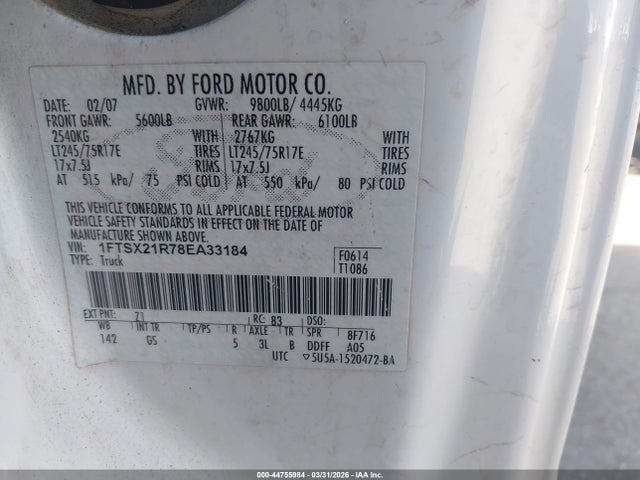 MFD. BY FORD MOTOR CO.
DATE: 02/07 GVWR: 9800LB/ 4445KG
FRONT GAWR: 5600LB REAR GAWR: 6100LB
2540KG WITH 2767KG WITH
LT245/75R17E TIRES LT245/75R17E TIRES
17x7.5J RIMS 17x7.5J RIMS
AT 515 kPa/ 75 PSI COLD AT 550 kPa/ 80 PSI COLD
THIS VEHICLE CONFORMS TO ALL APPLICABLE FEDERAL MOTOR
VEHICLE SAFETY STANDARDS IN EFFECT ON THE DATE OF
MANUFACTURE SHOWN ABOVE.
VIN: 1FTSX21R78EA33184 F0614
TYPE: Truck T1086
EXT PNT: Z1 RC: 83 DSO:
WB INT TR TP/PS R AXLE TR SPR 8F716
142 GS 5 3L B DDFF A05
UTC ▽5U5A-1520472-BA
000-44755984 | 03/31/2026 - IAA Inc.